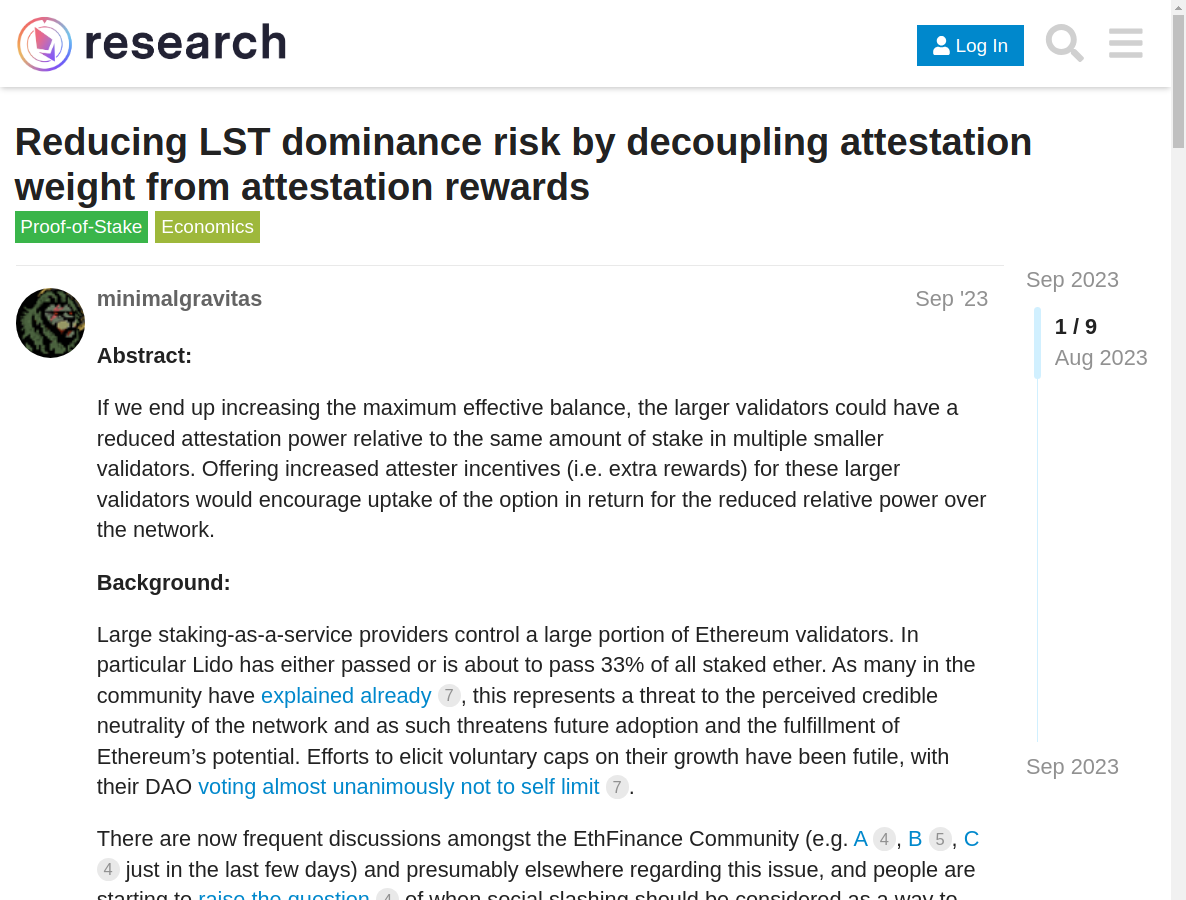 research
Log In
Reducing LST dominance risk by decoupling attestation
weight from attestation rewards
Proof-of-Stake Economics
Sep 2023
minimalgravitas Sep '23
1 / 9
Aug 2023
Abstract:
If we end up increasing the maximum effective balance, the larger validators could have a
reduced attestation power relative to the same amount of stake in multiple smaller
validators. Offering increased attester incentives (i.e. extra rewards) for these larger
validators would encourage uptake of the option in return for the reduced relative power over
the network.
Background:
Large staking-as-a-service providers control a large portion of Ethereum validators. In
particular Lido has either passed or is about to pass 33% of all staked ether. As many in the
community have explained already 7, this represents a threat to the perceived credible
neutrality of the network and as such threatens future adoption and the fulfillment of
Ethereum’s potential. Efforts to elicit voluntary caps on their growth have been futile, with
their DAO voting almost unanimously not to self limit 7.
Sep 2023
There are now frequent discussions amongst the EthFinance Community (e.g. A 4, B 5, C
4 just in the last few days) and presumably elsewhere regarding this issue, and people are
starting to raise the question 4 of when social slashing should be considered as a way to